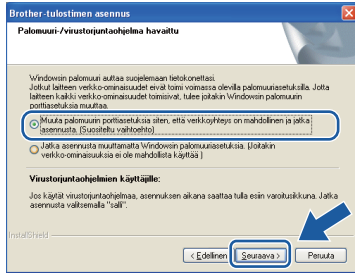 Brother-tulostimen asennus
Palomuuri-/virustorjuntaohjelma havaittu
Windowsin palomuuri auttaa suojelemaan tietokonettasi.
Jotkut laitteen verkko-ominaisuudet eivät toimi voimassa olevilla palomuuriasetuksilla. Jotta
laitteen kaikki verkko-ominaisuudet toimisivat, tulee joitakin Windowsin palomuurin
porttiasetuksia muuttaa.
Muuta palomuurin porttiasetuksia siten, että verkkoyhteys on mahdollinen ja jatka
asennusta. (Suositeltu vaihtoehto)
Jatka asennusta muuttamatta Windowsin palomuuriasetuksia. (Joitakin
verkko-ominaisuuksia ei ole mahdollista käyttää )
Virustorjuntaohjelmien käyttäjille:
Jos käytät virustorjuntaohjelmaa, asennuksen aikana saattaa tulla esiin varoitusikkuna. Jatka
asennusta valitsemalla "salli".
InstallShield
< Edellinen Seuraava > Peruuta